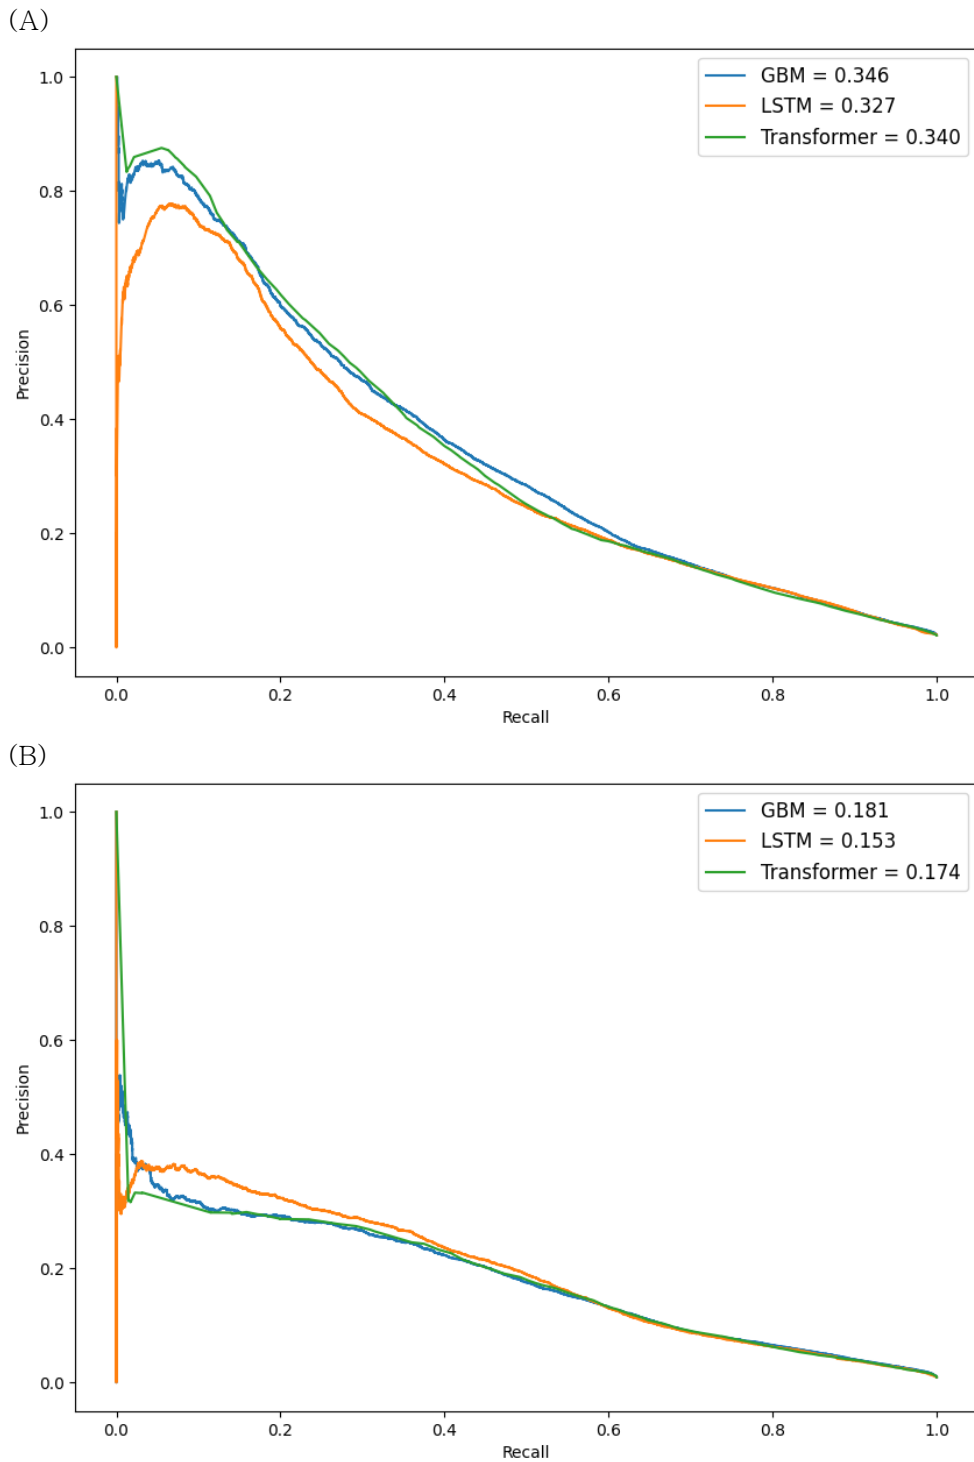 (A)
GBM = 0.346
LSTM = 0.327
Transformer = 0.340
1.0
0.8
0.6
0.4
0.2
0.0
Precision
0.0 0.2 0.4 0.6 0.8 1.0
Recall
(B)
GBM = 0.181
LSTM = 0.153
Transformer = 0.174
1.0
0.8
0.6
0.4
0.2
0.0
Precision
0.0 0.2 0.4 0.6 0.8 1.0
Recall